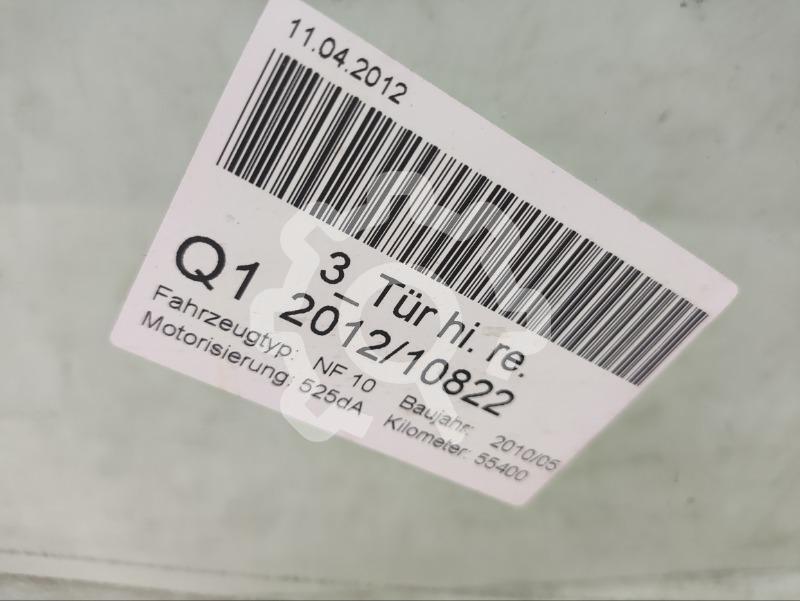 11.04.2012
Q1 3_Tür hi. re.
2012/10822
Fahrzeugtyp: NF 10 Baujahr: 2010/05
Motorisierung: 525dA Kilometer: 55400